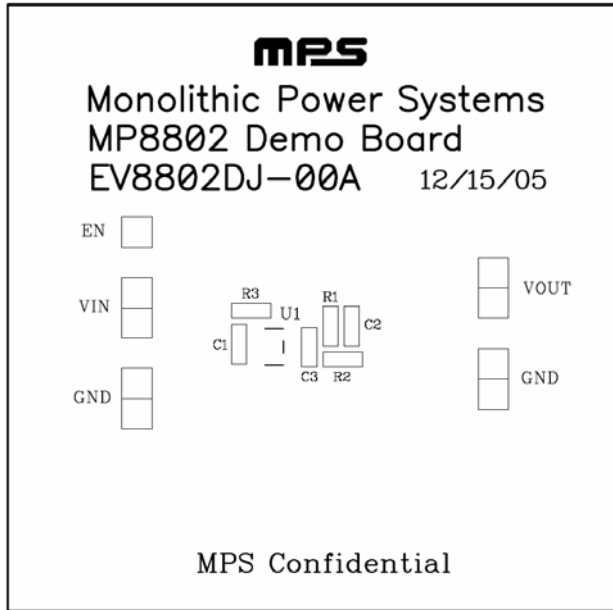 MPS
Monolithic Power Systems
MP8802 Demo Board
EV8802DJ-00A 12/15/05
EN
VIN
GND
R3
U1
C1
R1
C2
C3
R2
VOUT
GND
MPS Confidential